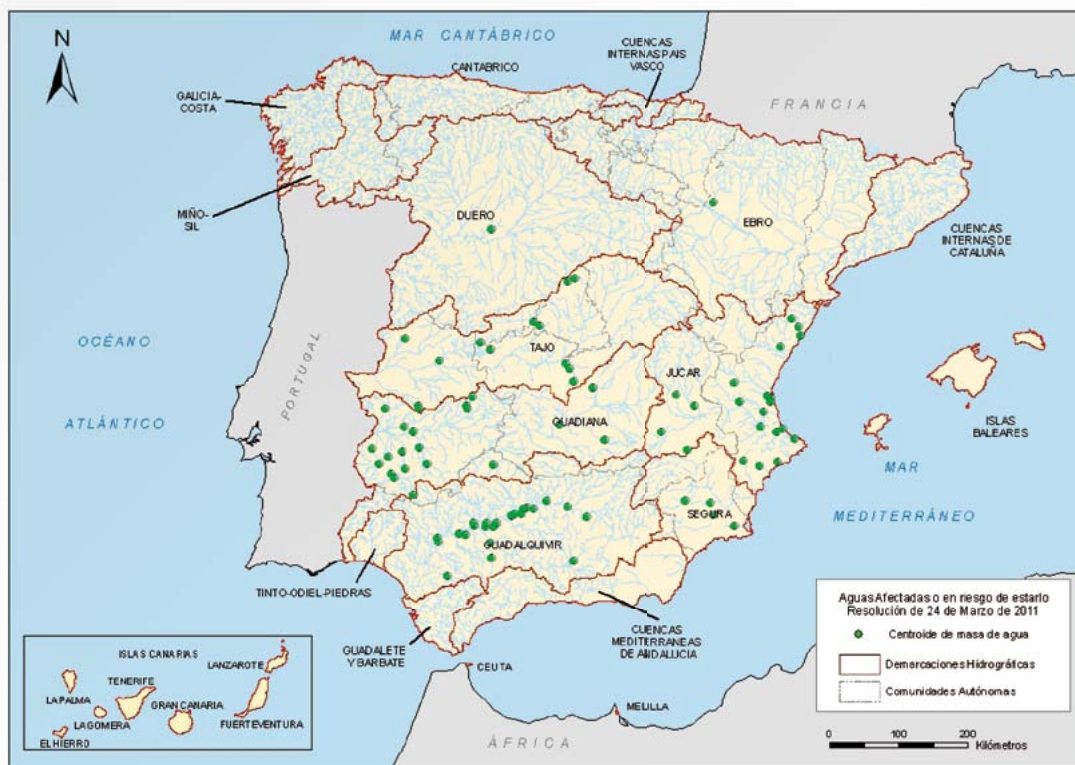 N
MAR CANTÁBRICO
CANTABRICO
CUENCAS
INTERNAS PAIS
VASCO
GALICIA-
COSTA
FRANCIA
MIÑO-
SIL
DUERO
EBRO
CUENCAS
INTERNAS DE
CATALUÑA
OCÉANO
ATLÁNTICO
PORTUGAL
TAJO
JUCAR
GUADIANA
ISLAS
BALEARES
MAR
MEDITERRÁNEO
SEGURA
GUADALQUIVIR
TINTO-ODIEL-PIEDRAS
GUADALETE
Y BARBATE
CUENCAS
MEDITERRANEAS
DE ANDALUCIA
CEUTA
MELILLA
ÁFRICA
ISLAS CANARIAS
LANZAROTE
TENERIFE
LA PALMA
GRAN CANARIA
LA GOMERA
FUERTEVENTURA
EL HIERRO
Aguas Afectadas o en riesgo de estarlo
Resolución de 24 de Marzo de 2011
Centroide de masa de agua
Demarcaciones Hidrográficas
Comunidades Autónomas
0 100 200
Kilómetros